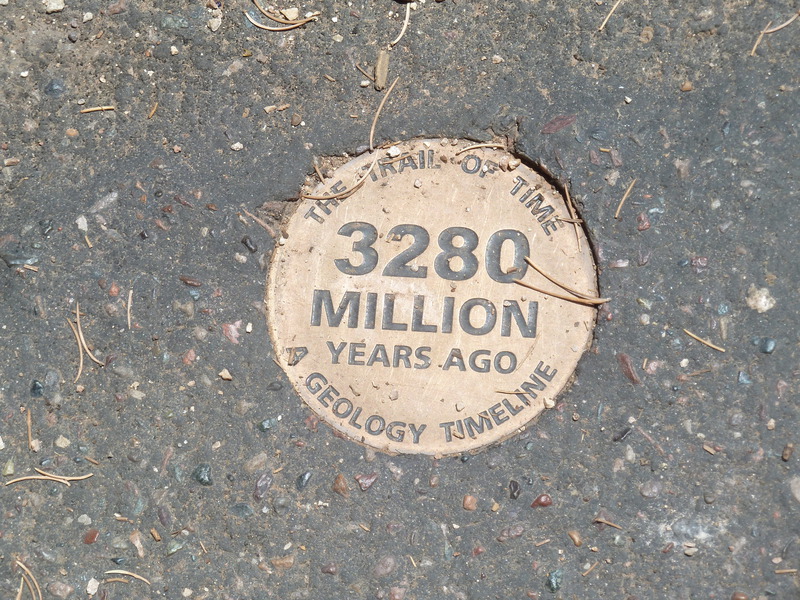 THE TRAIL OF TIME
3280
MILLION
YEARS AGO
A GEOLOGY TIMELINE